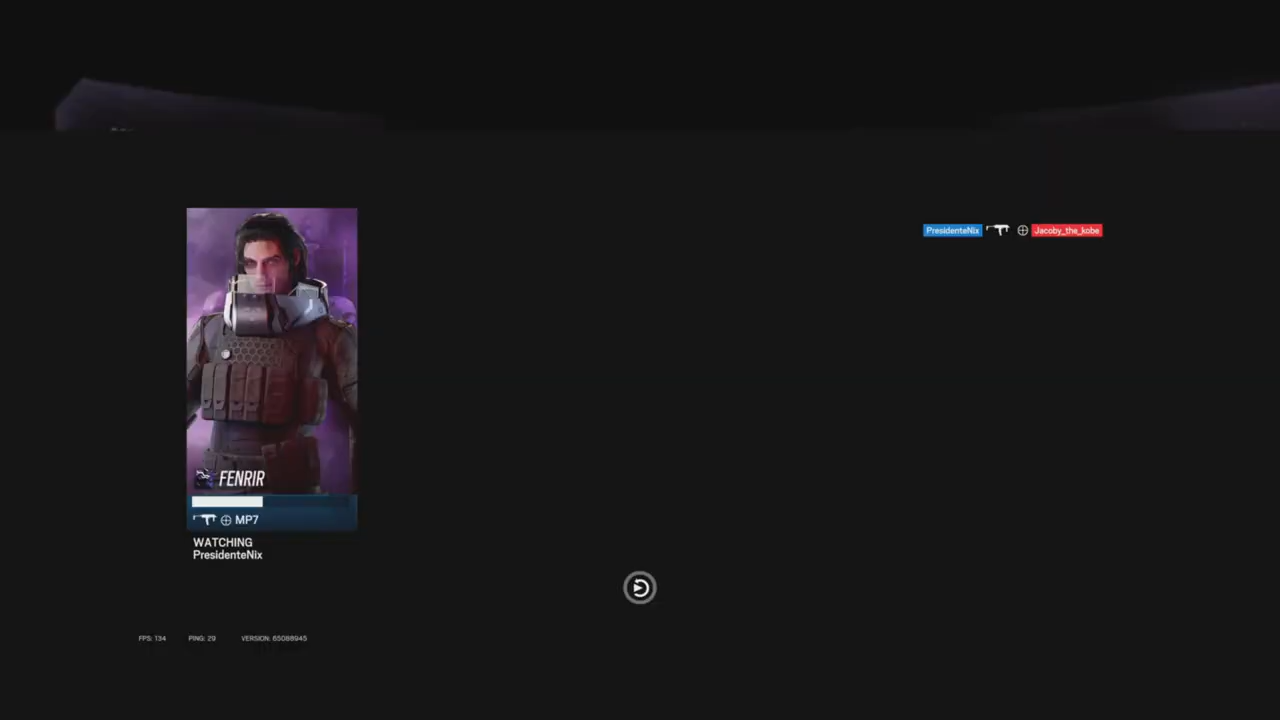 PresidenteNix Jacoby_the_kobe
FENRIR
MP7
WATCHING
PresidenteNix
FPS: 134 PING: 29 VERSION: 65088945